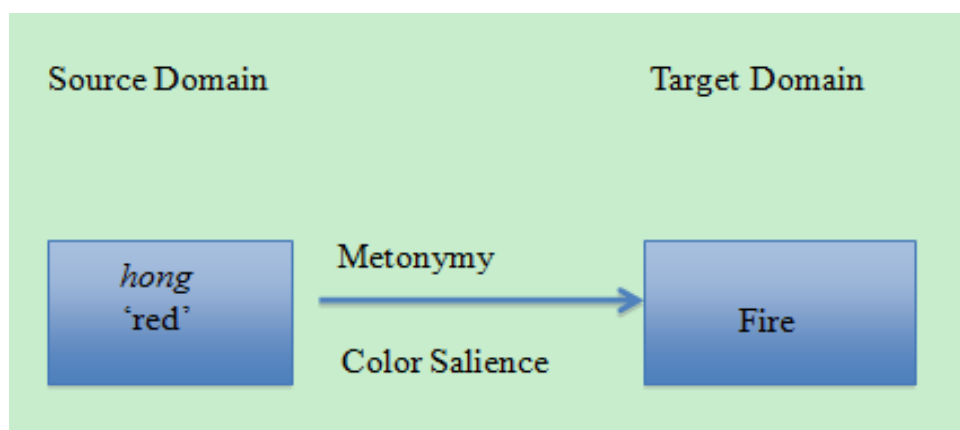 Source Domain
Target Domain
hong
‘red’
Metonymy
Color Salience
Fire